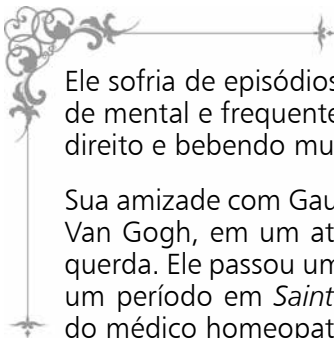 Ele sofria de episódios
de mental e frequente
direito e bebendo mu
Sua amizade com Gau
Van Gogh, em um at
querda. Ele passou um
um período em Saint
do médico homeopat